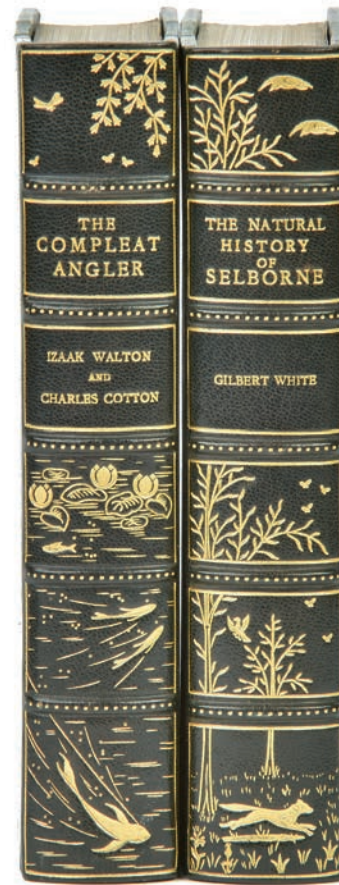 THE
COMPLEAT
ANGLER
IZAAK WALTON
AND
CHARLES COTTON
THE NATURAL
HISTORY
OF
SELBORNE
GILBERT WHITE